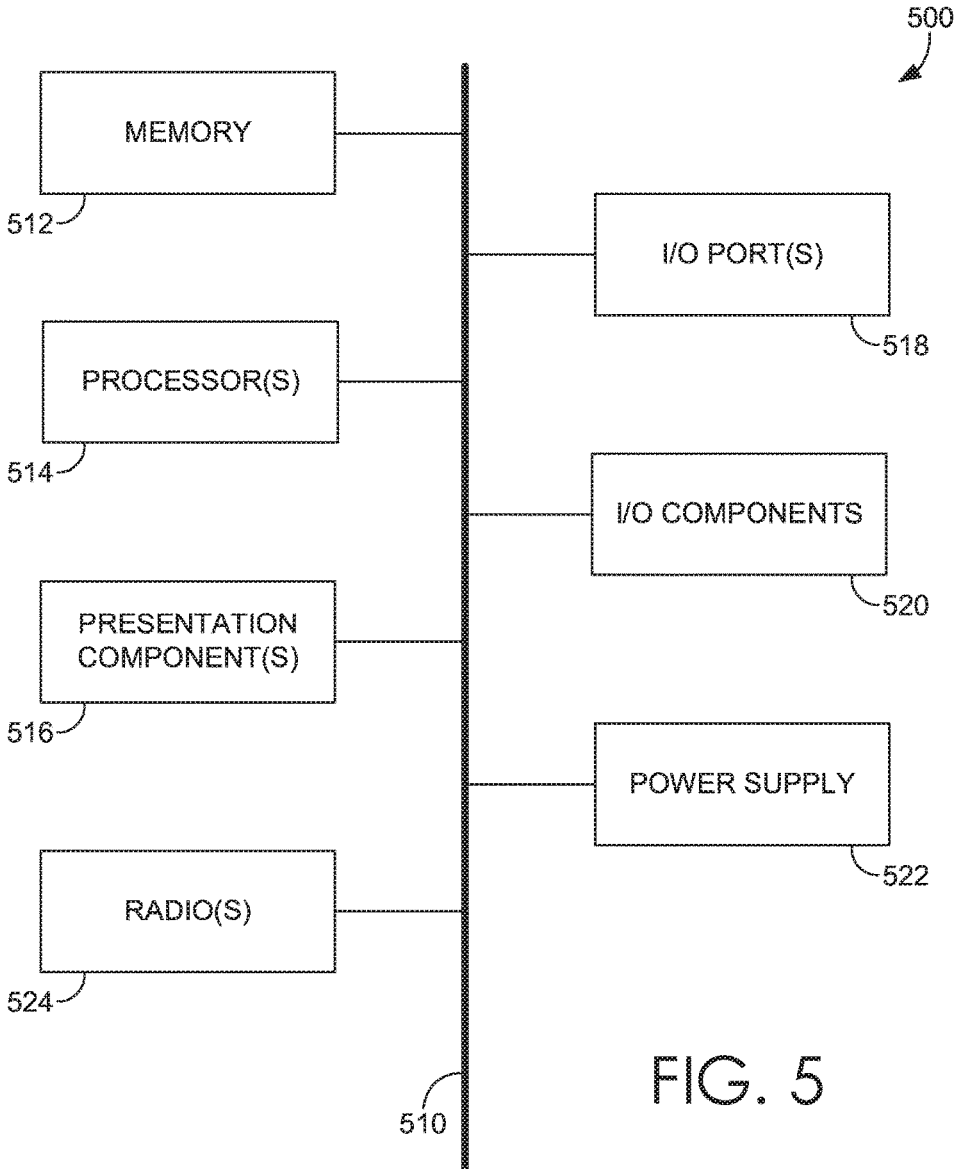 500
MEMORY
512
I/O PORT(S)
518
PROCESSOR(S)
514
I/O COMPONENTS
520
PRESENTATION
COMPONENT(S)
516
POWER SUPPLY
522
RADIO(S)
524
510
FIG. 5